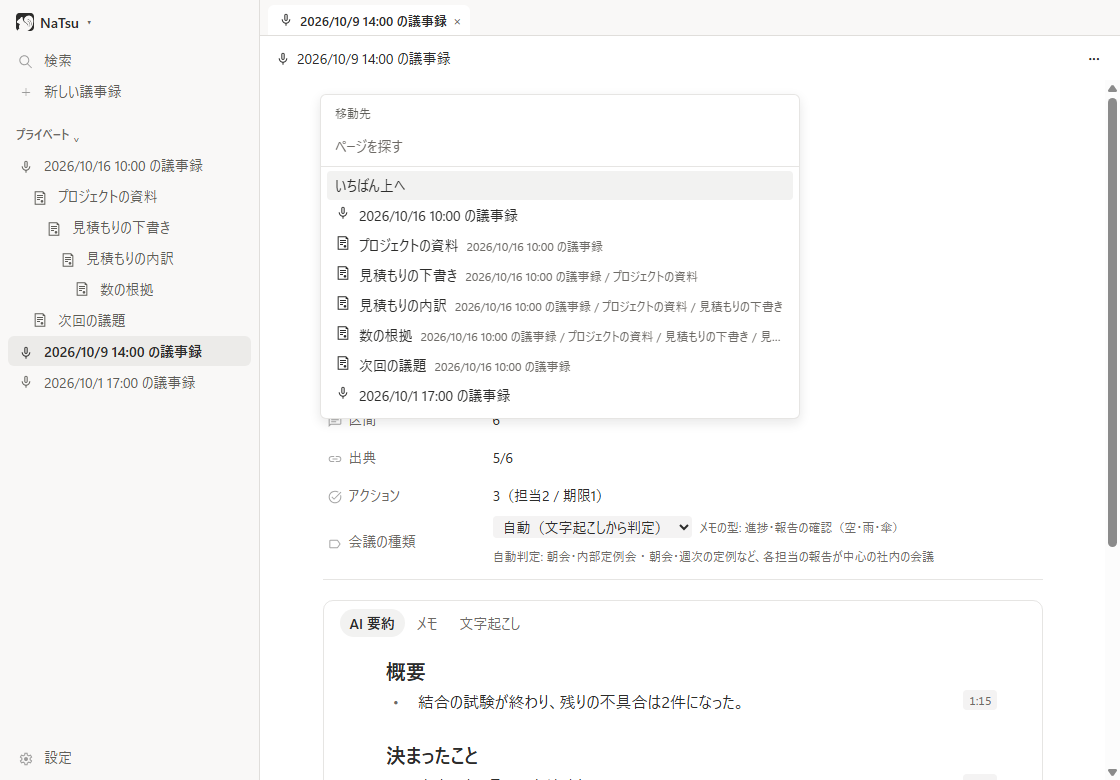 NaTsu
検索
新しい議事録
プライベート
2026/10/16 10:00 の議事録
プロジェクトの資料
見積もりの下書き
見積もりの内訳
数の根拠
次回の議題
2026/10/9 14:00 の議事録
2026/10/1 17:00 の議事録
設定
2026/10/9 14:00 の議事録 ×
2026/10/9 14:00 の議事録 ...
移動先
ページを探す
いちばん上へ
2026/10/16 10:00 の議事録
プロジェクトの資料 2026/10/16 10:00 の議事録
見積もりの下書き 2026/10/16 10:00 の議事録 / プロジェクトの資料
見積もりの内訳 2026/10/16 10:00 の議事録 / プロジェクトの資料 / 見積もりの下書き
数の根拠 2026/10/16 10:00 の議事録 / プロジェクトの資料 / 見積もりの下書き / 見...
次回の議題 2026/10/16 10:00 の議事録
2026/10/1 17:00 の議事録
区間 6
出典 5/6
アクション 3（担当2 / 期限1）
会議の種類 自動（文字起こしから判定） メモの型: 進捗・報告の確認（空・雨・傘）
自動判定: 朝会・内部定例会 ・ 朝会・週次の定例など、各担当の報告が中心の社内の会議
AI 要約 メモ 文字起こし
概要
• 結合の試験が終わり、残りの不具合は2件になった。 1:15
決まったこと